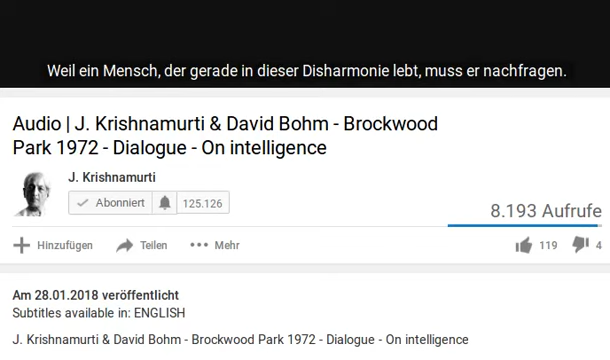 Weil ein Mensch, der gerade in dieser Disharmonie lebt, muss er nachfragen.
Audio | J. Krishnamurti & David Bohm - Brockwood
Park 1972 - Dialogue - On intelligence
J. Krishnamurti
Abonniert 125.126
8.193 Aufrufe
Hinzufügen Teilen Mehr 119 4
Am 28.01.2018 veröffentlicht
Subtitles available in: ENGLISH
J. Krishnamurti & David Bohm - Brockwood Park 1972 - Dialogue - On intelligence